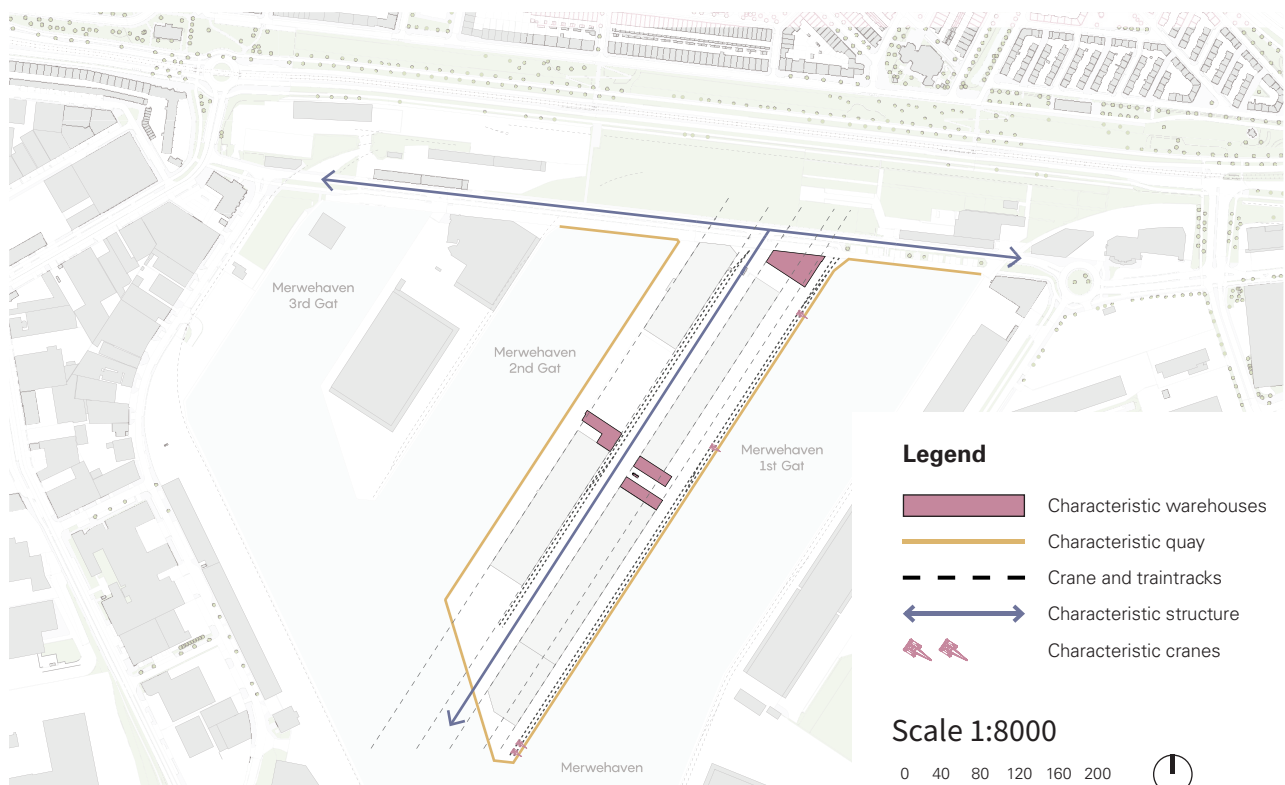 Merwehaven
3rd Gat
Merwehaven
2nd Gat
Merwehaven
1st Gat
Merwehaven
Legend
Characteristic warehouses
Characteristic quay
Crane and traintracks
Characteristic structure
Characteristic cranes
Scale 1:8000
0 40 80 120 160 200